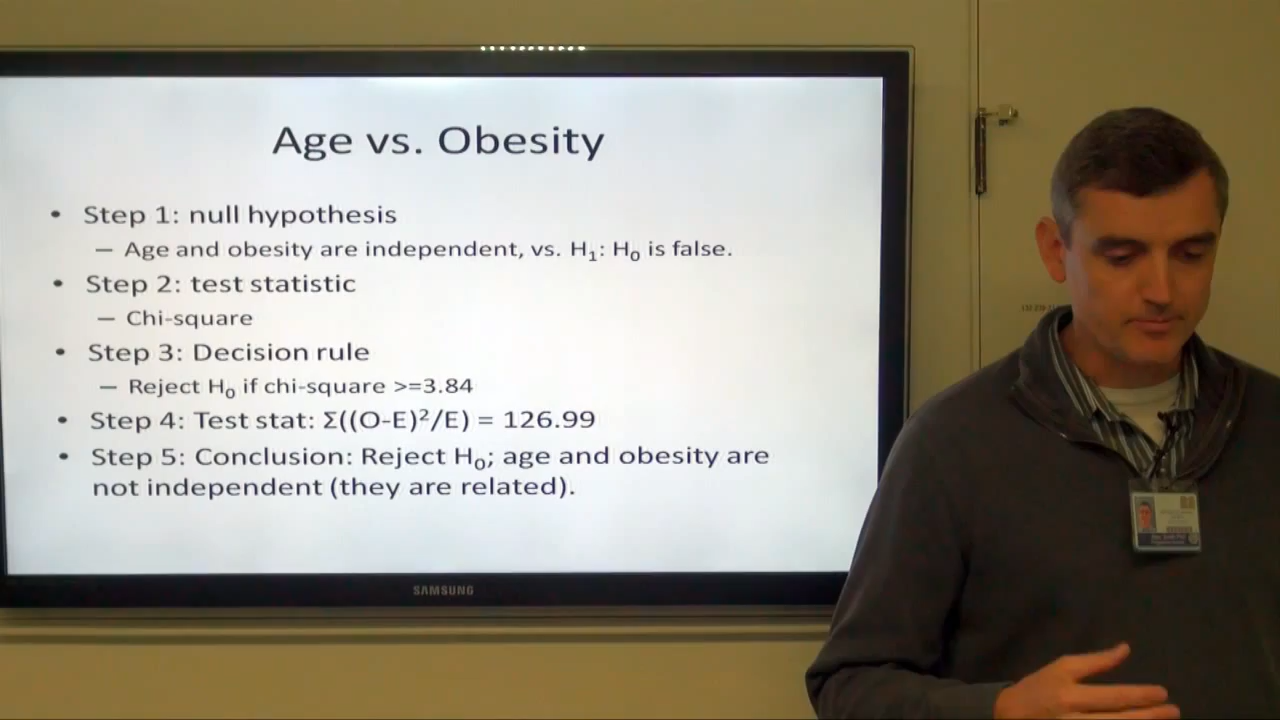 Age vs. Obesity
• Step 1: null hypothesis
– Age and obesity are independent, vs. H₁: H₀ is false.
• Step 2: test statistic
– Chi-square
• Step 3: Decision rule
– Reject H₀ if chi-square >=3.84
• Step 4: Test stat: Σ((O-E)²/E) = 126.99
• Step 5: Conclusion: Reject H₀; age and obesity are
not independent (they are related).
SAMSUNG